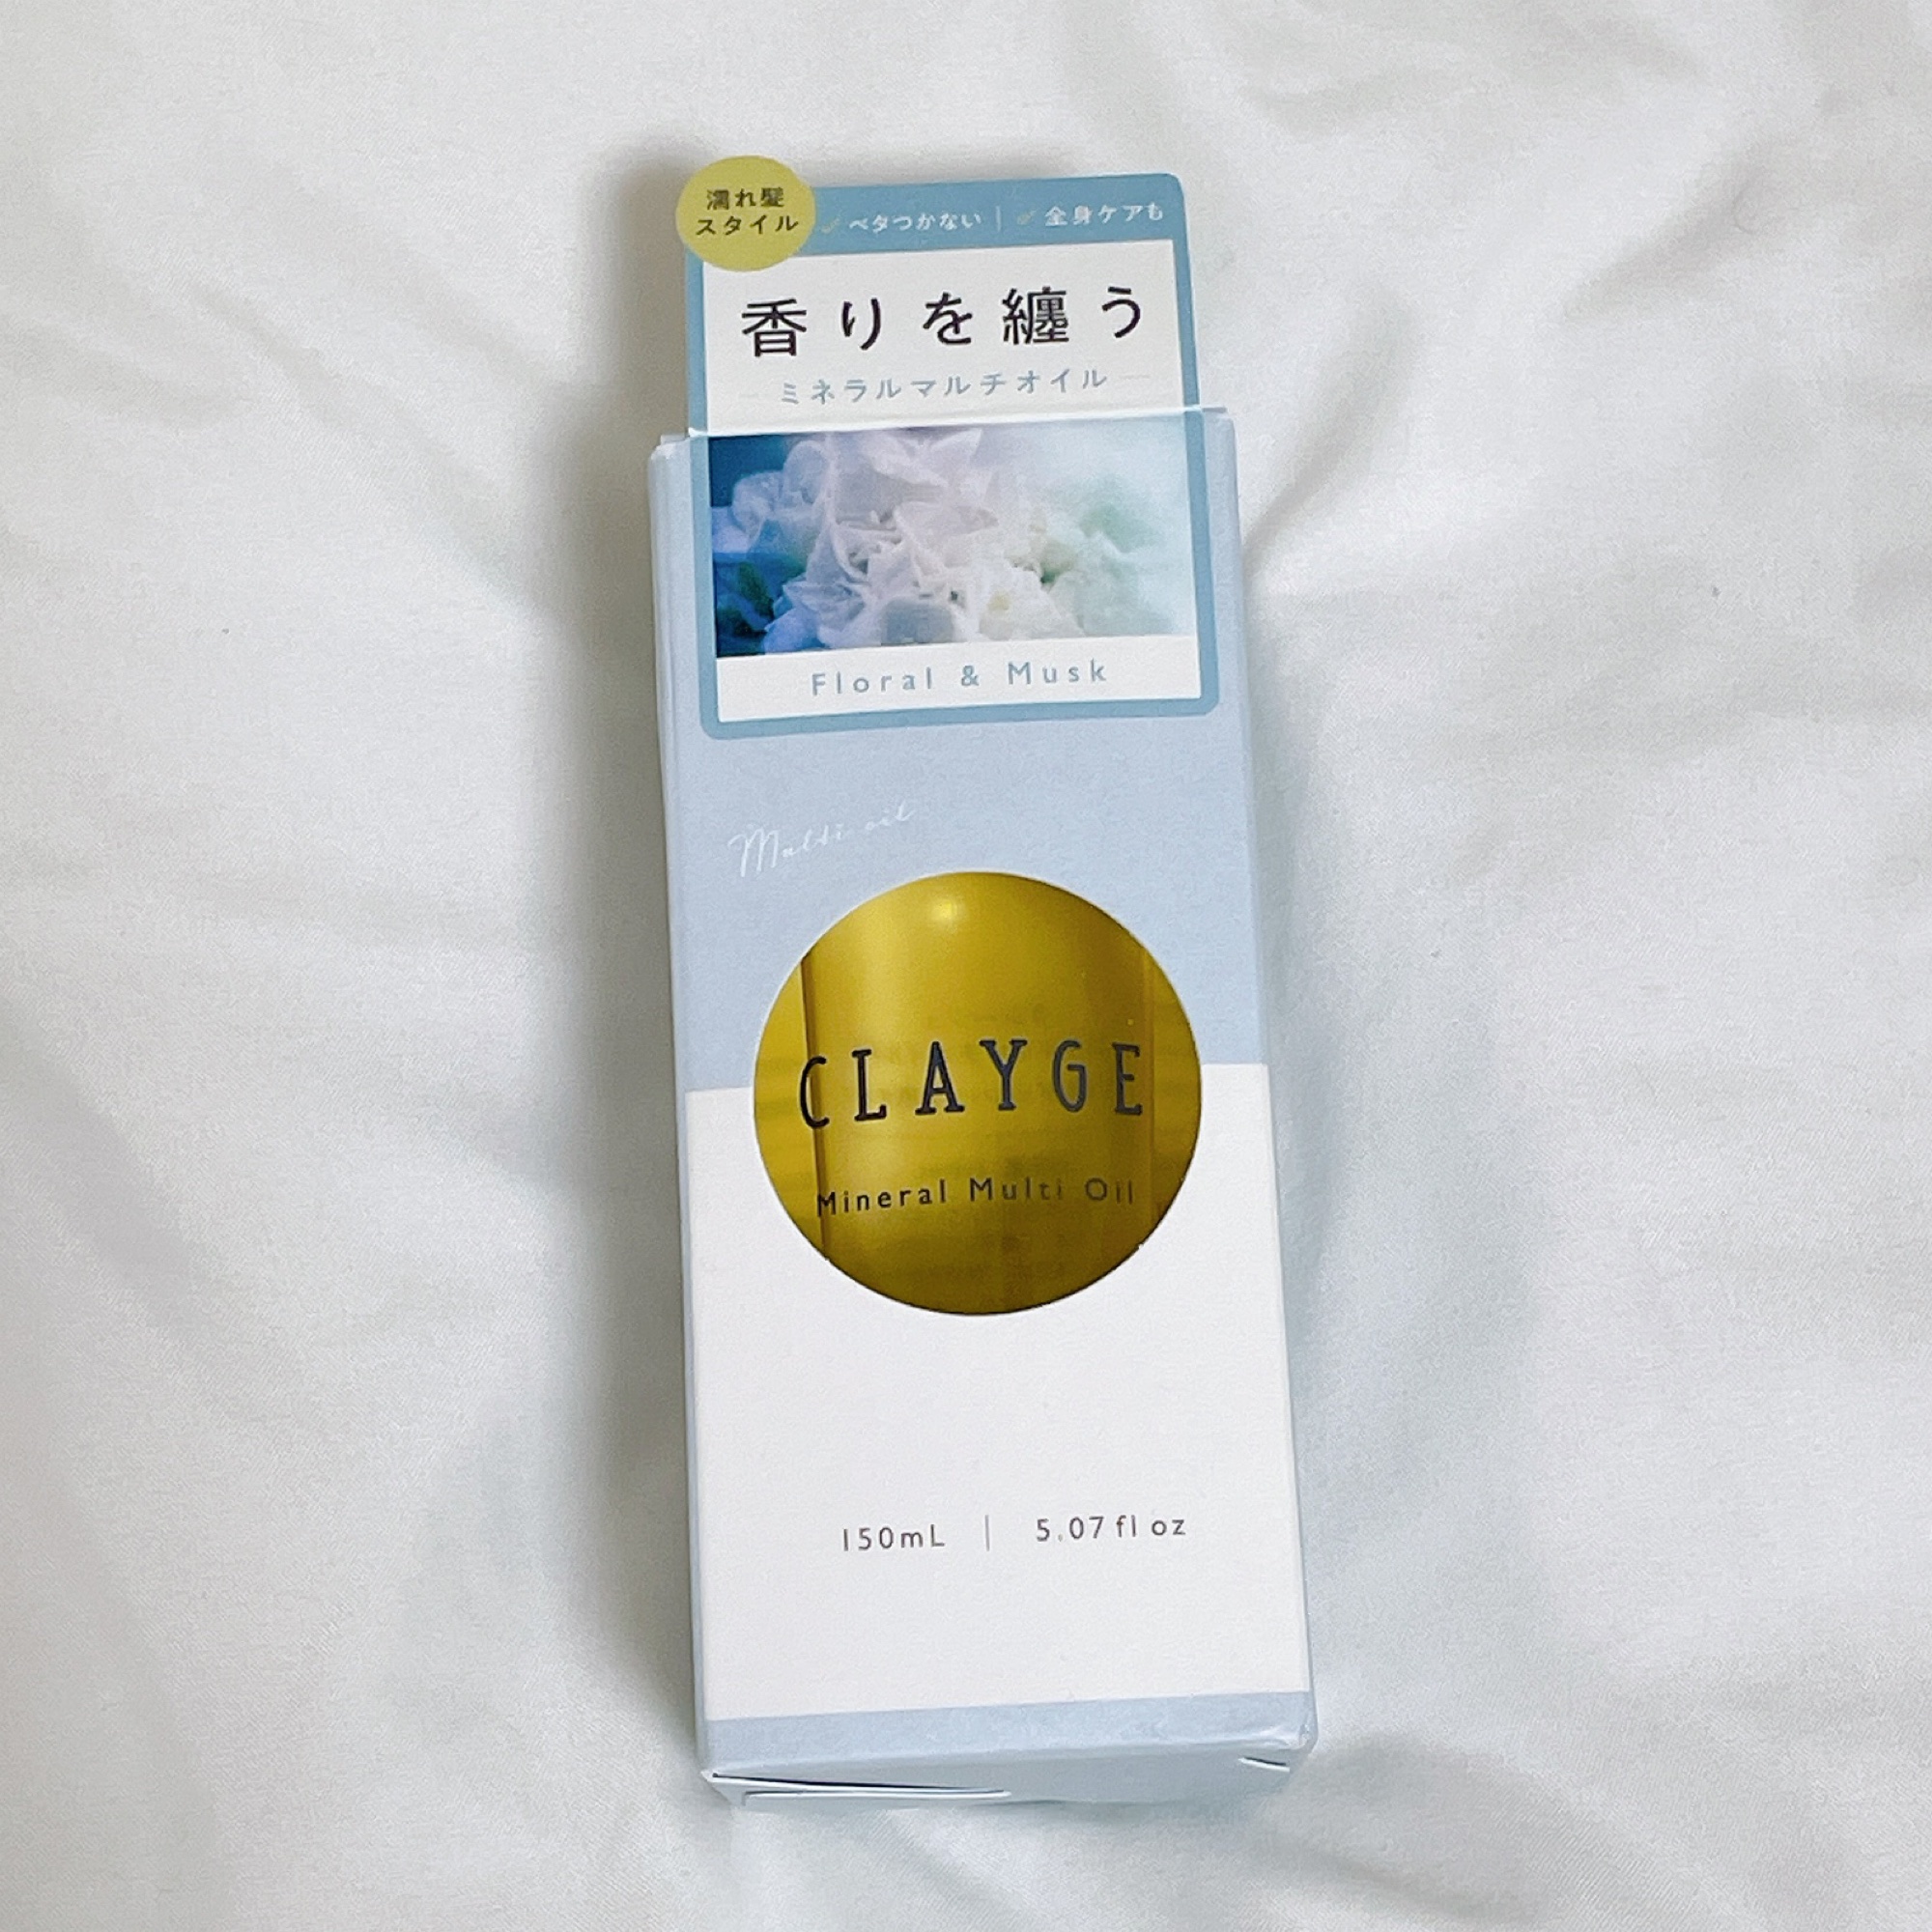 濡れ髪
スタイル
✓ ベタつかない | ✓ 全身ケアも
香りを纏う
ミネラルマルチオイル
Floral & Musk
Multi oil
CLAYGE
Mineral Multi Oil
150mL | 5.07 fl oz